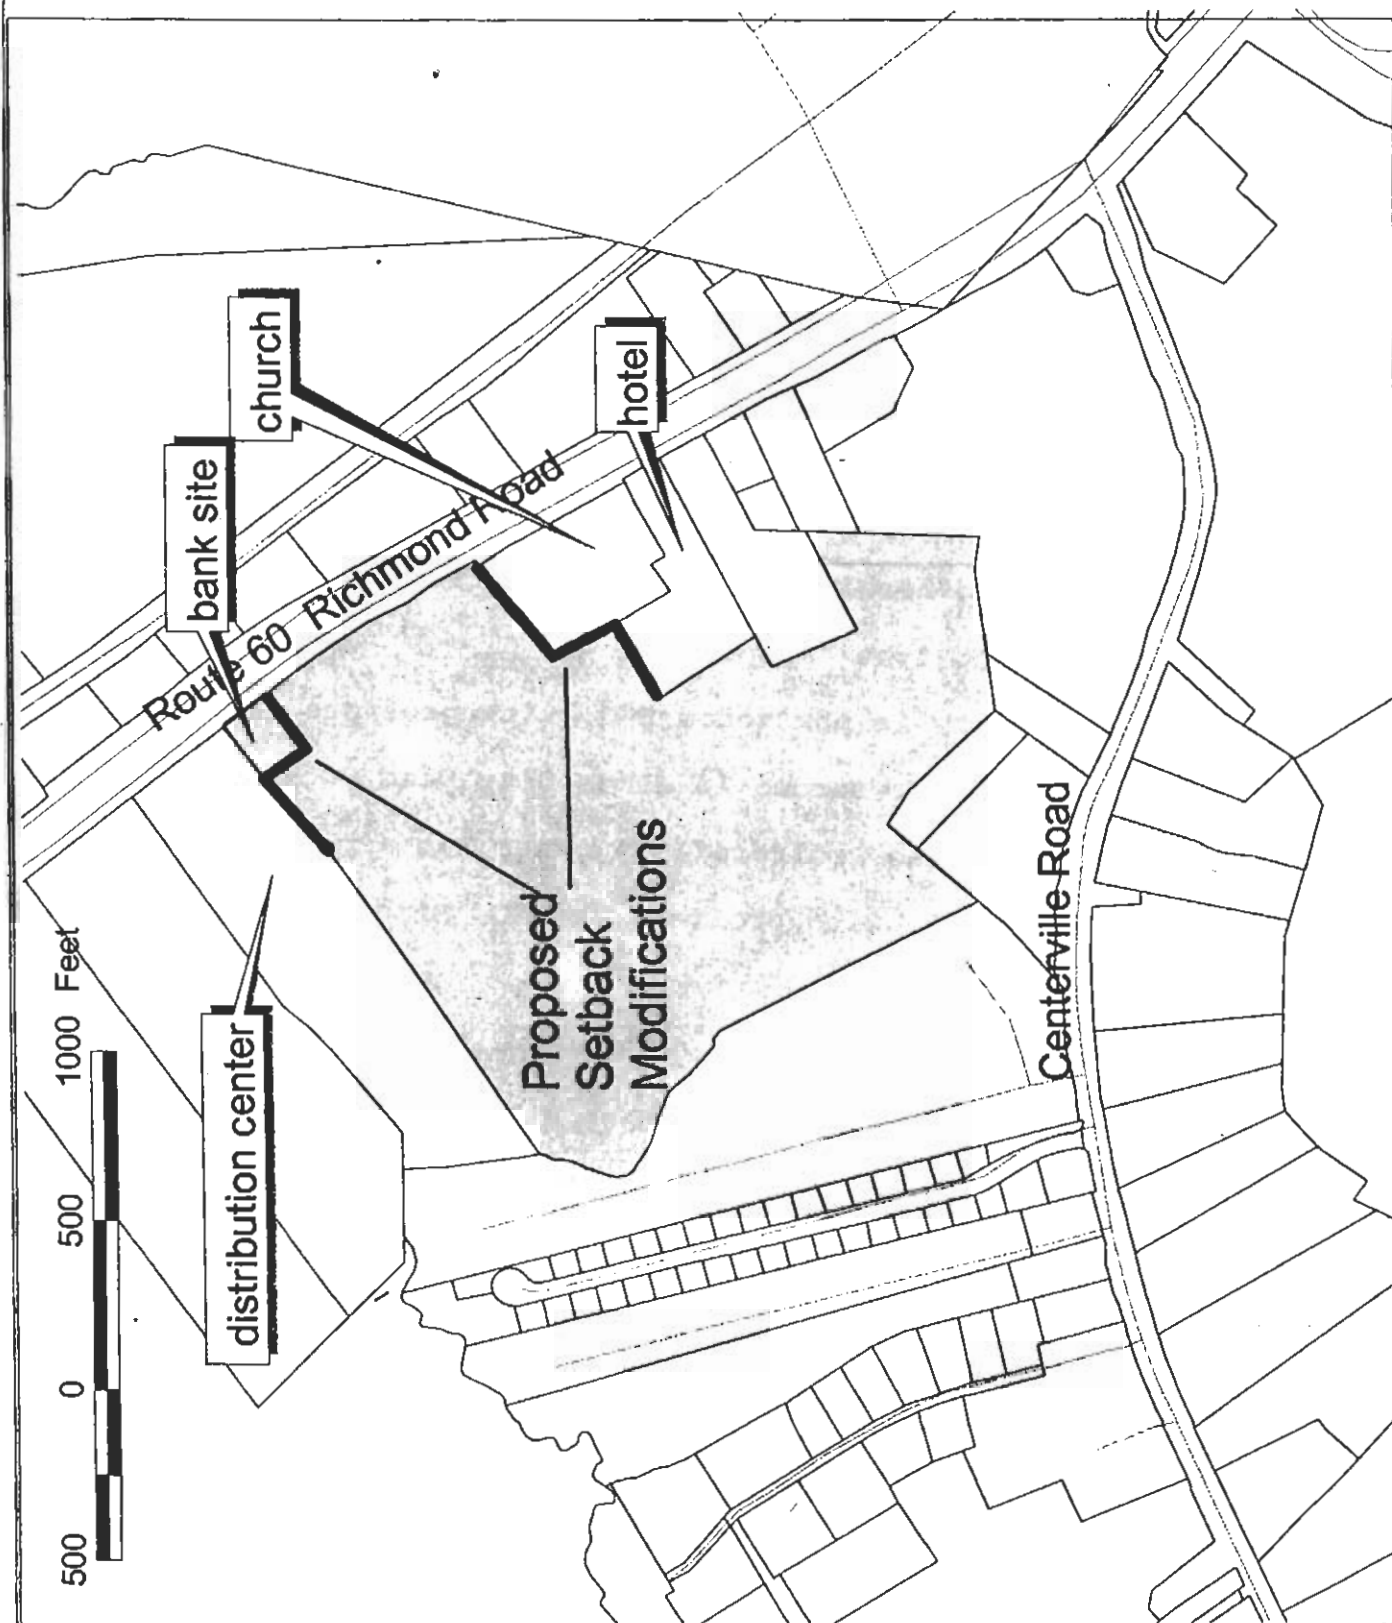 500 0 500 1000 Feet
distribution center
bank site
church
Route 60 Richmond Road
hotel
Proposed
Setback
Modifications
Centerville Road